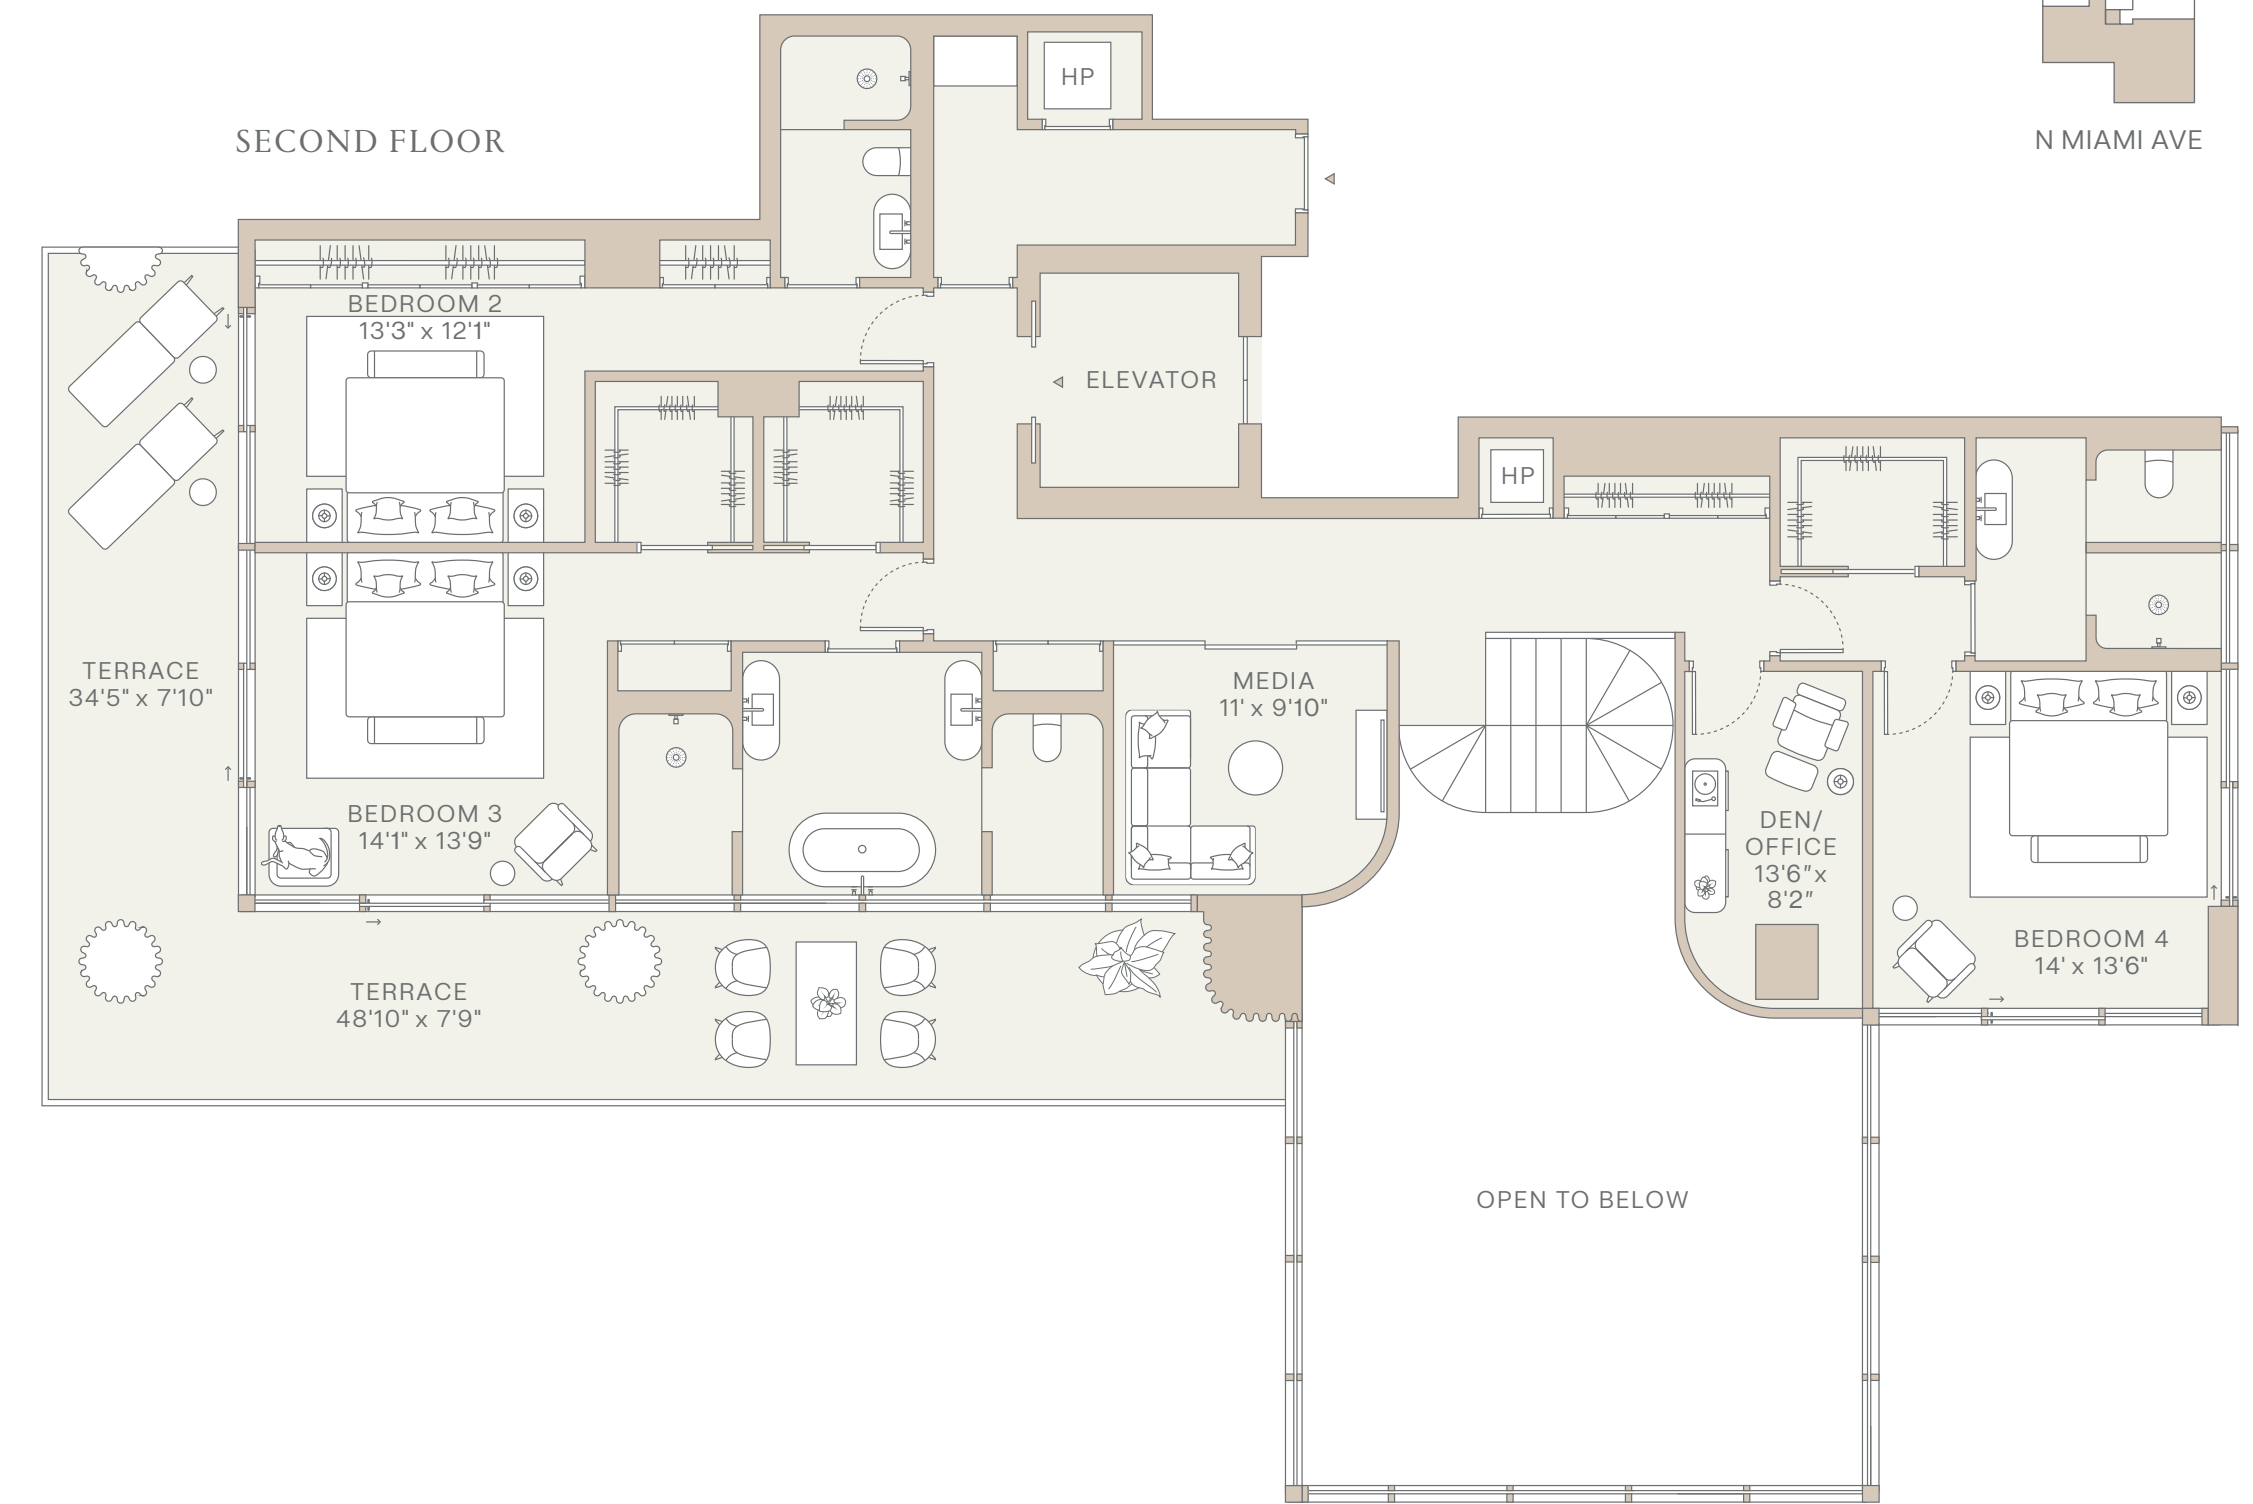 HP
SECOND FLOOR
N MIAMI AVE
BEDROOM 2
13'3" x 12'1"
ELEVATOR
HP
TERRACE
34'5" x 7'10"
MEDIA
11' x 9'10"
BEDROOM 3
14'1" x 13'9"
DEN/
OFFICE
13'6"x
8'2"
BEDROOM 4
14' x 13'6"
TERRACE
48'10" x 7'9"
OPEN TO BELOW